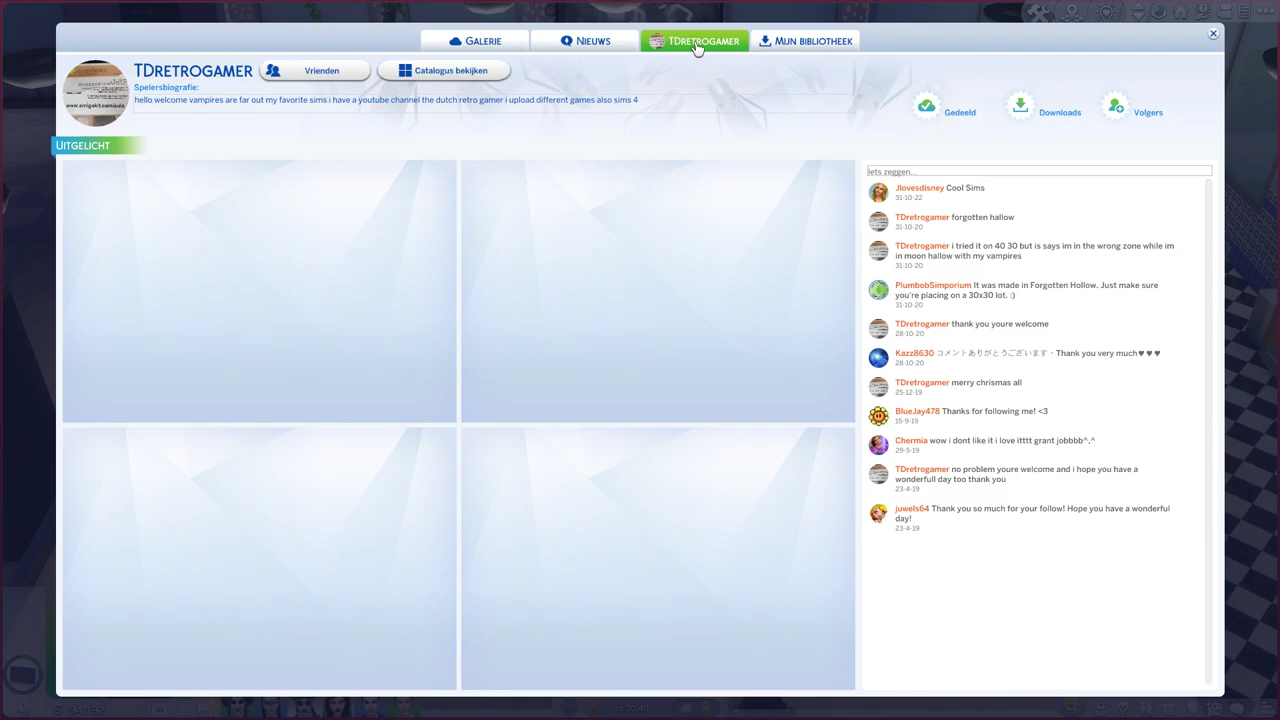 GALERIE
NIEUWS
TDRETROGAMER
MIJN BIBLIOTHEEK
TDRETROGAMER
Vrienden
Catalogus bekijken
Spelersbiografie:
hello welcome vampires are far out my favorite sims i have a youtube channel the dutch retro gamer i upload different games also sims 4
Gedeeld
Downloads
Volgers
UITGELICHT
Iets zeggen...
Jlovesdisney Cool Sims
31-10-22
TDretrogamer forgotten hallow
31-10-20
TDretrogamer i tried it on 40 30 but is says im in the wrong zone while im
in moon hallow with my vampires
31-10-20
PlumbobSimporium It was made in Forgotten Hollow. Just make sure
you're placing on a 30x30 lot. :)
31-10-20
TDretrogamer thank you youre welcome
28-10-20
Kazz8630 コメントありがとうございます・Thank you very much♥♥♥
28-10-20
TDretrogamer merry chrismas all
25-12-19
BlueJay478 Thanks for following me! <3
15-9-19
Chermia wow i dont like it i love itttt grant jobbbb^,^
29-5-19
TDretrogamer no problem youre welcome and i hope you have a
wonderfull day too thank you
23-4-19
juwels64 Thank you so much for your follow! Hope you have a wonderful
day!
23-4-19